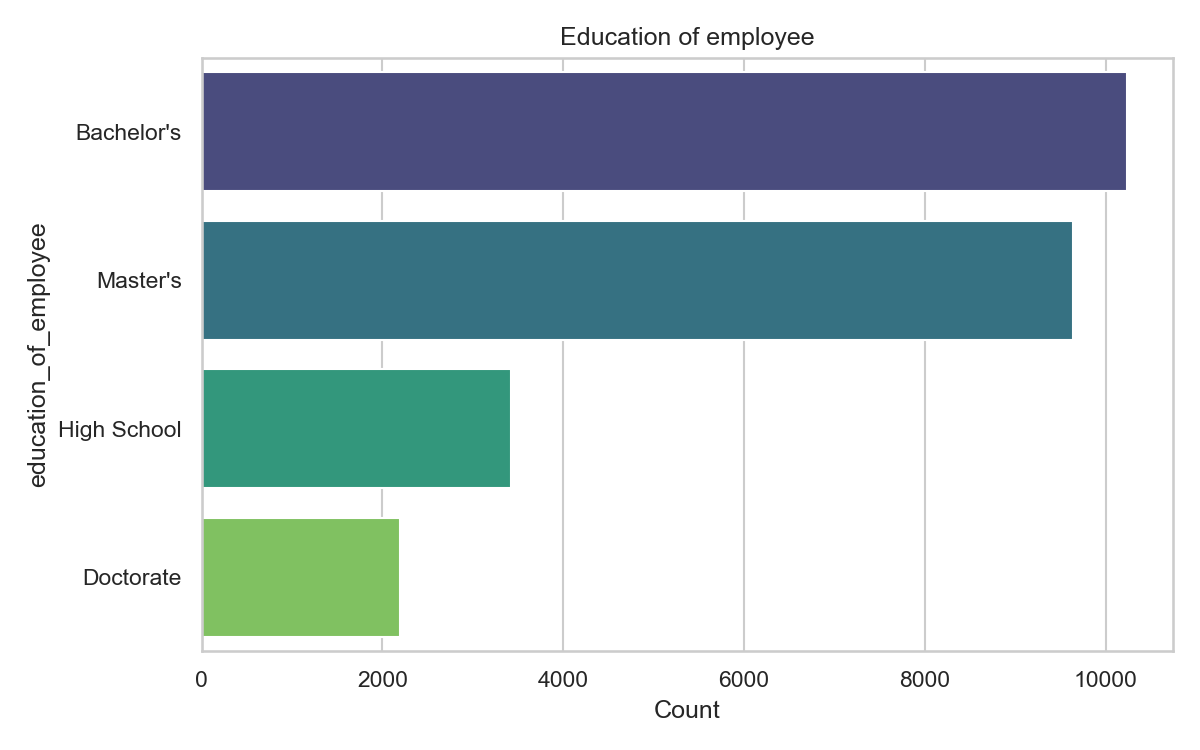 Education of employee
education_of_employee
Bachelor's
Master's
High School
Doctorate
0 2000 4000 6000 8000 10000
Count